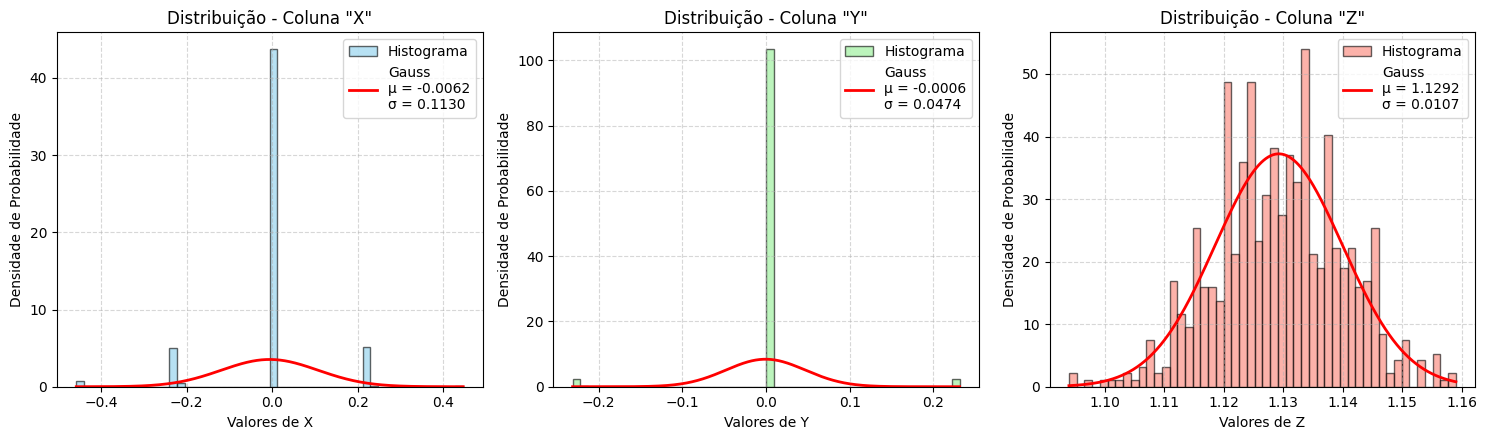 Distribuição - Coluna "X"
Histograma
Gauss
μ = -0.0062
σ = 0.1130
Densidade de Probabilidade
40
30
20
10
0
−0.4
−0.2
0.0
0.2
0.4
Valores de X
Distribuição - Coluna "Y"
Histograma
Gauss
μ = -0.0006
σ = 0.0474
Densidade de Probabilidade
100
80
60
40
20
0
−0.2
−0.1
0.0
0.1
0.2
Valores de Y
Distribuição - Coluna "Z"
Histograma
Gauss
μ = 1.1292
σ = 0.0107
Densidade de Probabilidade
50
40
30
20
10
0
1.10
1.11
1.12
1.13
1.14
1.15
1.16
Valores de Z